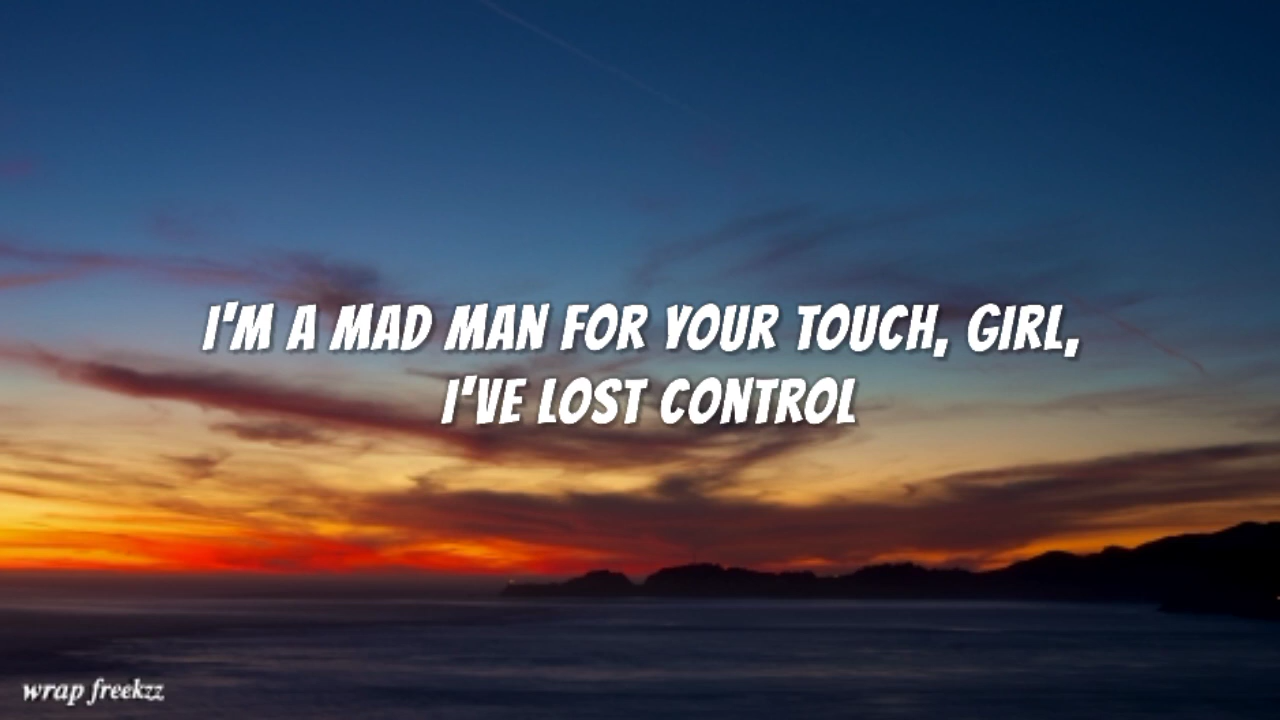 I'M A MAD MAN FOR YOUR TOUCH, GIRL,
I'VE LOST CONTROL
wrap freekzz